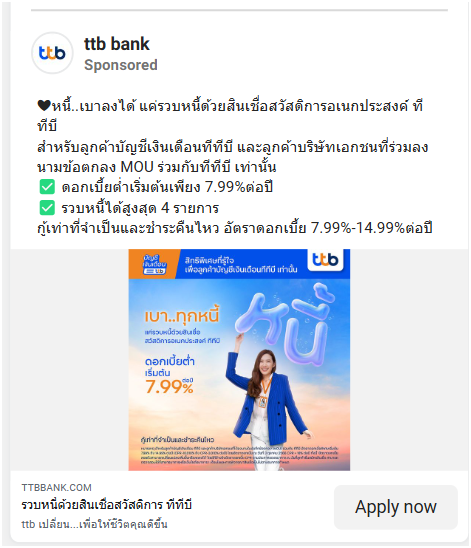 ttb bank
Sponsored
🖤หนี้..เบาลงได้ แค่รวบหนี้ด้วยสินเชื่อสวัสดิการอเนกประสงค์ ที
ทีบี
สำหรับลูกค้าบัญชีเงินเดือนทีทีบี และลูกค้าบริษัทเอกชนที่ร่วมลง
นามข้อตกลง MOU ร่วมกับทีทีบี เท่านั้น
✅ ดอกเบี้ยต่ำเริ่มต้นเพียง 7.99%ต่อปี
✅ รวบหนี้ได้สูงสุด 4 รายการ
กู้เท่าที่จำเป็นและชำระคืนไหว อัตราดอกเบี้ย 7.99%-14.99%ต่อปี
บัญชี
เงินเดือน
ttb
สิทธิพิเศษที่รู้ใจ
เพื่อลูกค้าบัญชีเงินเดือนทีทีบี เท่านั้น
ttb
เบา..ทุกหนี้
แค่รวบหนี้ด้วยสินเชื่อ
สวัสดิการอเนกประสงค์ ทีทีบี
หนี้
ดอกเบี้ยต่ำ
เริ่มต้น
7.99% ต่อปี
กู้เท่าที่จำเป็นและชำระคืนไหว
TTBBANK.COM
รวบหนี้ด้วยสินเชื่อสวัสดิการ ทีทีบี
ttb เปลี่ยน...เพื่อให้ชีวิตคุณดีขึ้น
Apply now